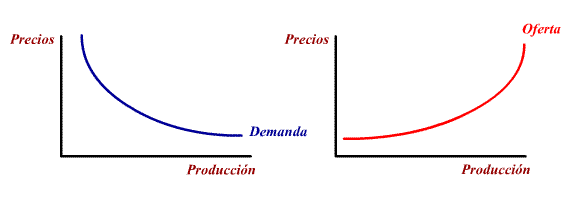 Precios
Demanda
Producción
Precios
Oferta
Producción